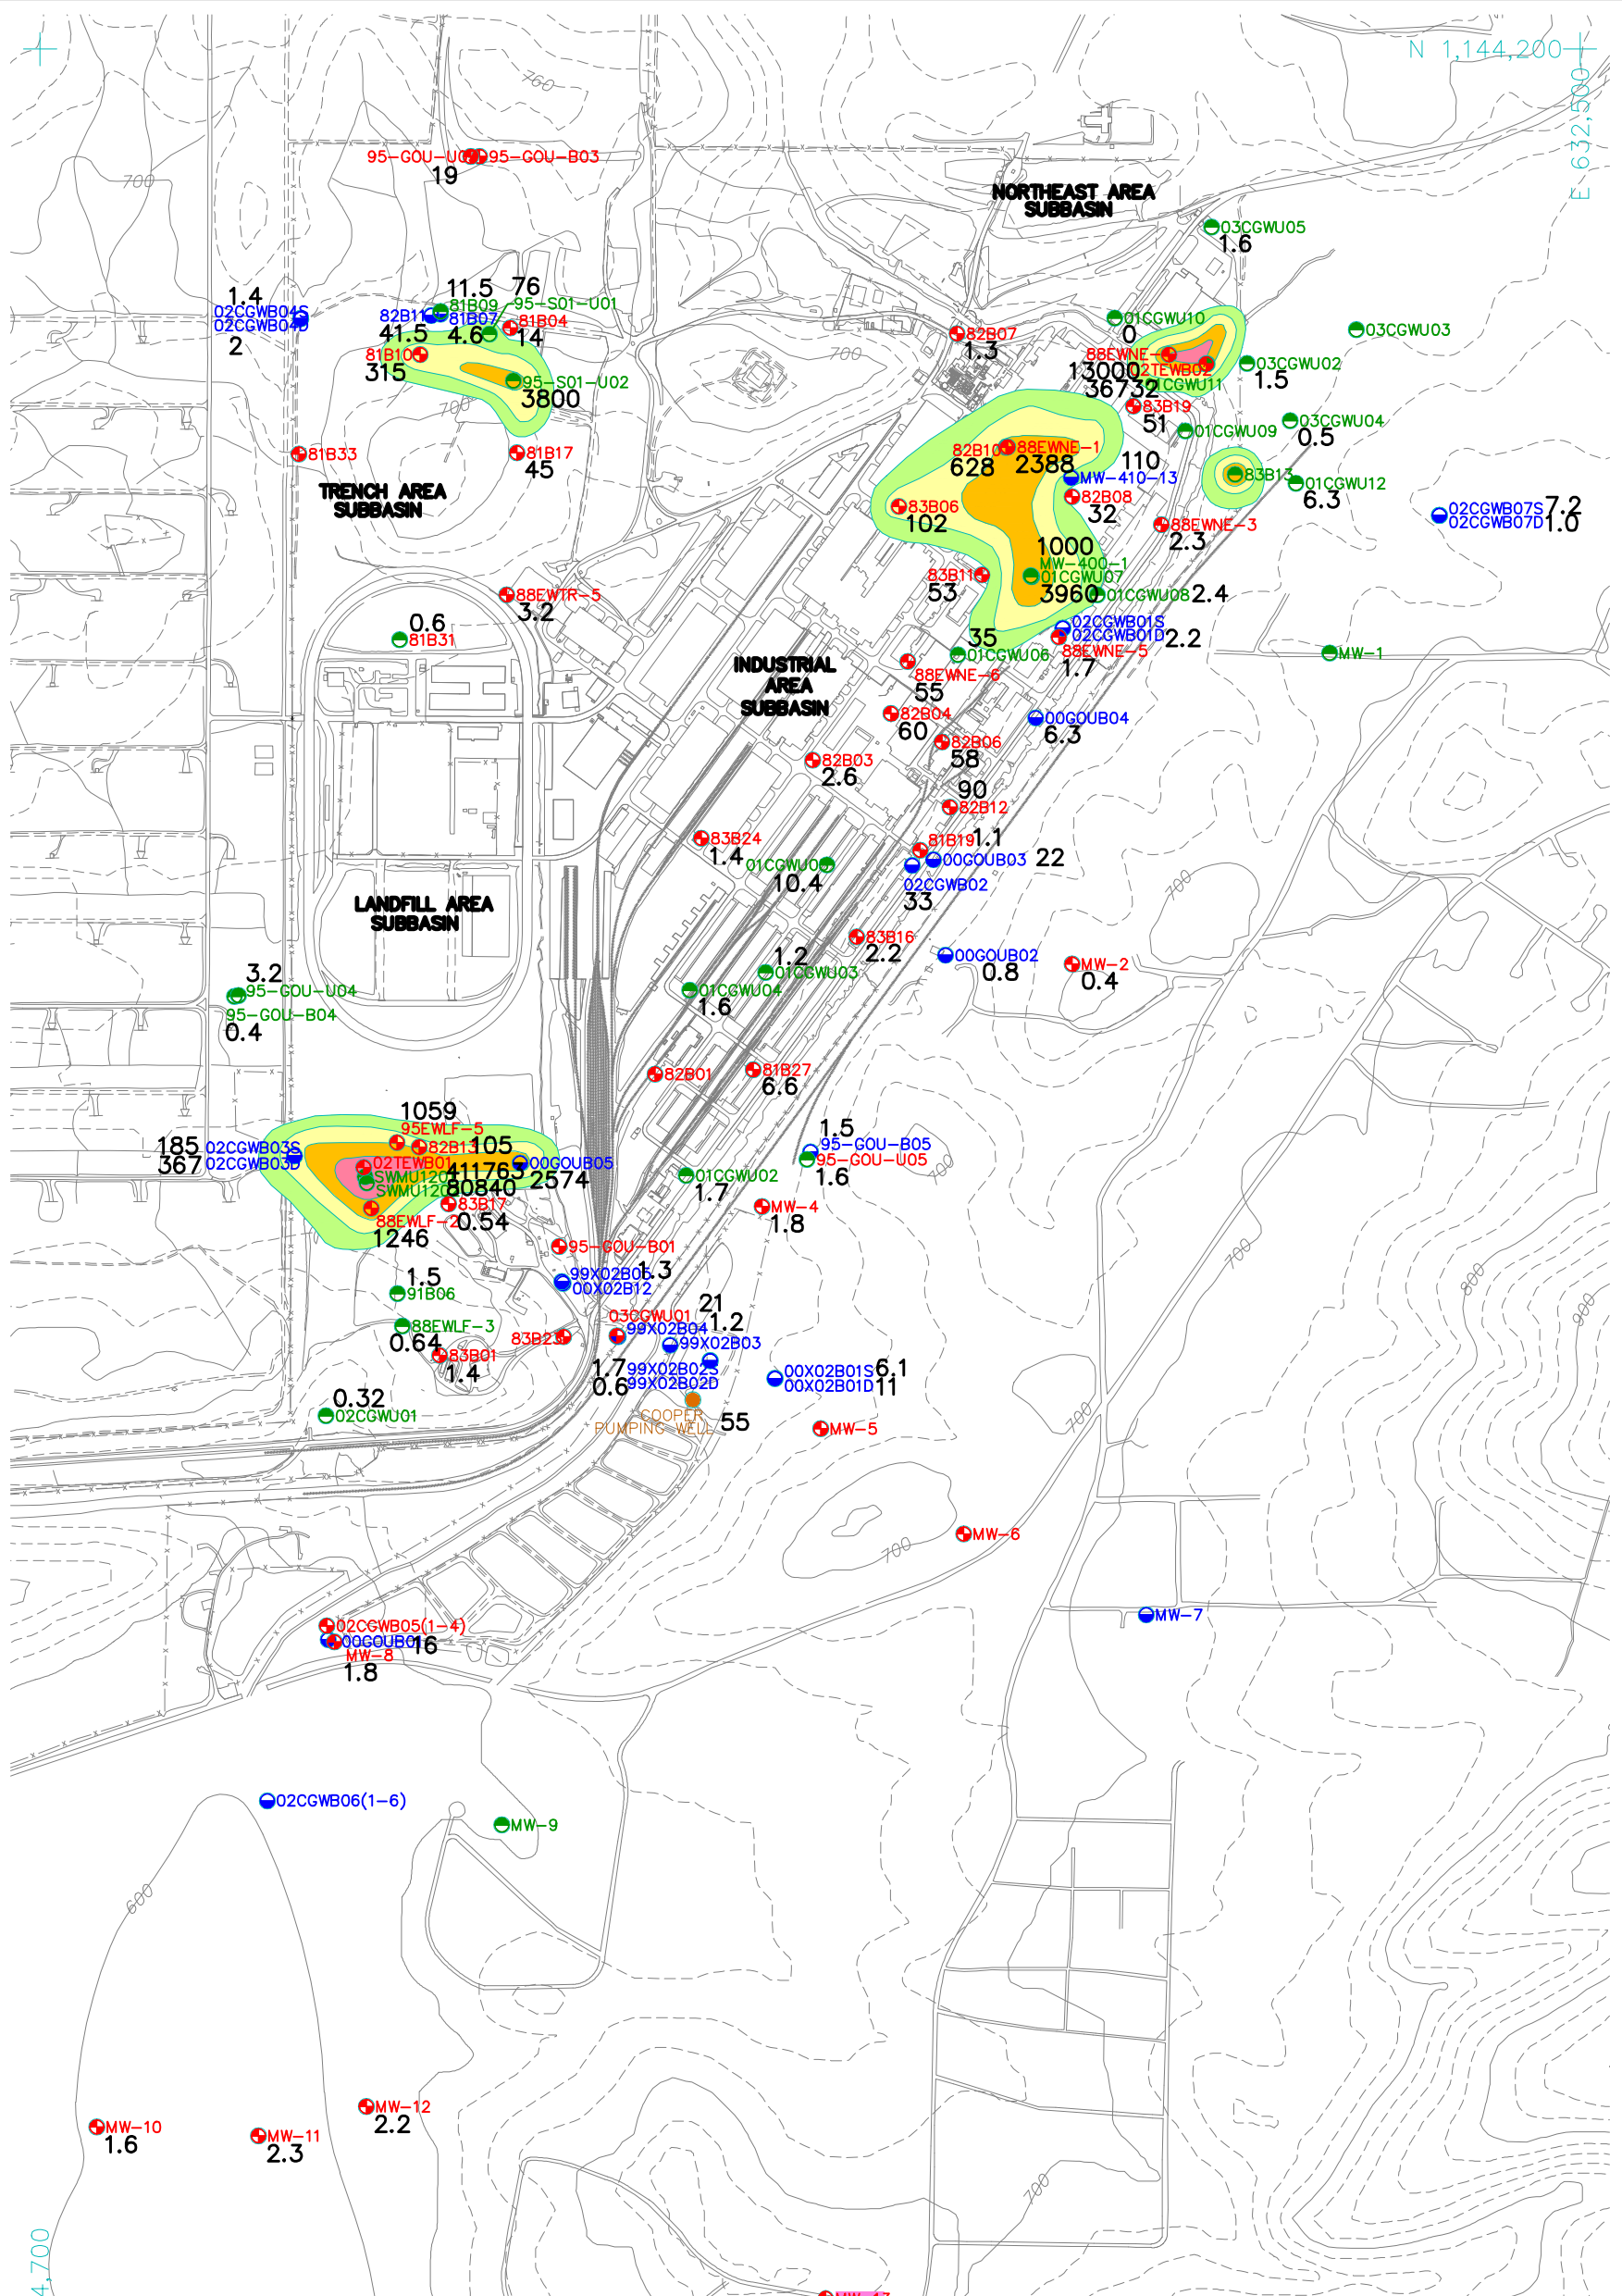 N 1,144,200
E 632,500
760
95-GOU-B03
19
700
NORTHEAST AREA
SUBBASIN
03CGWU05
1.6
1.4
02CGWB04S
02CGWB04D
2
11.5
76
81B09
95-S01-U01
82B11
81B07
81B04
41.5
4.6
14
81B10
315
95-S01-U02
3800
700
81B33
81B17
45
TRENCH AREA
SUBBASIN
01CGWU10
0
03CGWU03
82B07
1.3
700
88EWNE-
02TEWB02
13000
01CGWU11
36732
03CGWU02
1.5
83B19
51
03CGWU04
0.5
01CGWU09
82B10
88EWNE-1
628
2388
110
MW-410-13
83B13
01CGWU12
6.3
82B08
32
83B06
102
02CGWB07S
7.2
02CGWB07D
1.0
88EWNE-3
2.3
1000
MW-400-1
83B11
01CGWU07
53
3960
01CGWU08
2.4
88EWTR-5
3.2
0.6
81B31
02CGWB01S
02CGWB01D
2.2
35
01CGWU06
88EWNE-5
1.7
MW-1
INDUSTRIAL
AREA
SUBBASIN
88EWNE-6
55
82B04
60
00GOUB04
6.3
82B06
58
82B03
2.6
90
82B12
83B24
1.4
81B19
1.1
00GOUB03
22
10.4
02CGWB02
33
700
LANDFILL AREA
SUBBASIN
83B16
2.2
00GOUB02
0.8
MW-2
0.4
1.2
01CGWU03
3.2
95-GOU-U04
95-GOU-B04
0.4
01CGWU04
1.6
82B01
81B27
6.6
1059
95EWLF-5
82B13
105
185
02CGWB03S
367
02CGWB03D
02TEWB01
411763
00GOUB05
2574
80840
83B17
0.54
88EWLF-2
1246
1.5
95-GOU-B05
95-GOU-U05
1.6
700
01CGWU02
1.7
MW-4
1.8
95-GOU-B01
1.3
00X02B12
700
800
900
1.5
91B06
88EWLF-3
0.64
83B01
1.4
83B23
03CGWU01
21
1.2
99X02B04
99X02B03
1.7
99X02B02S
0.6
99X02B02D
00X02B01S
6.1
00X02B01D
11
COOPER
PUMPING WELL
55
0.32
02CGWU01
MW-5
700
MW-6
700
MW-7
02CGWB05(1-4)
16
MW-8
1.8
02CGWB06(1-6)
MW-9
600
MW-12
2.2
MW-10
1.6
MW-11
2.3
700